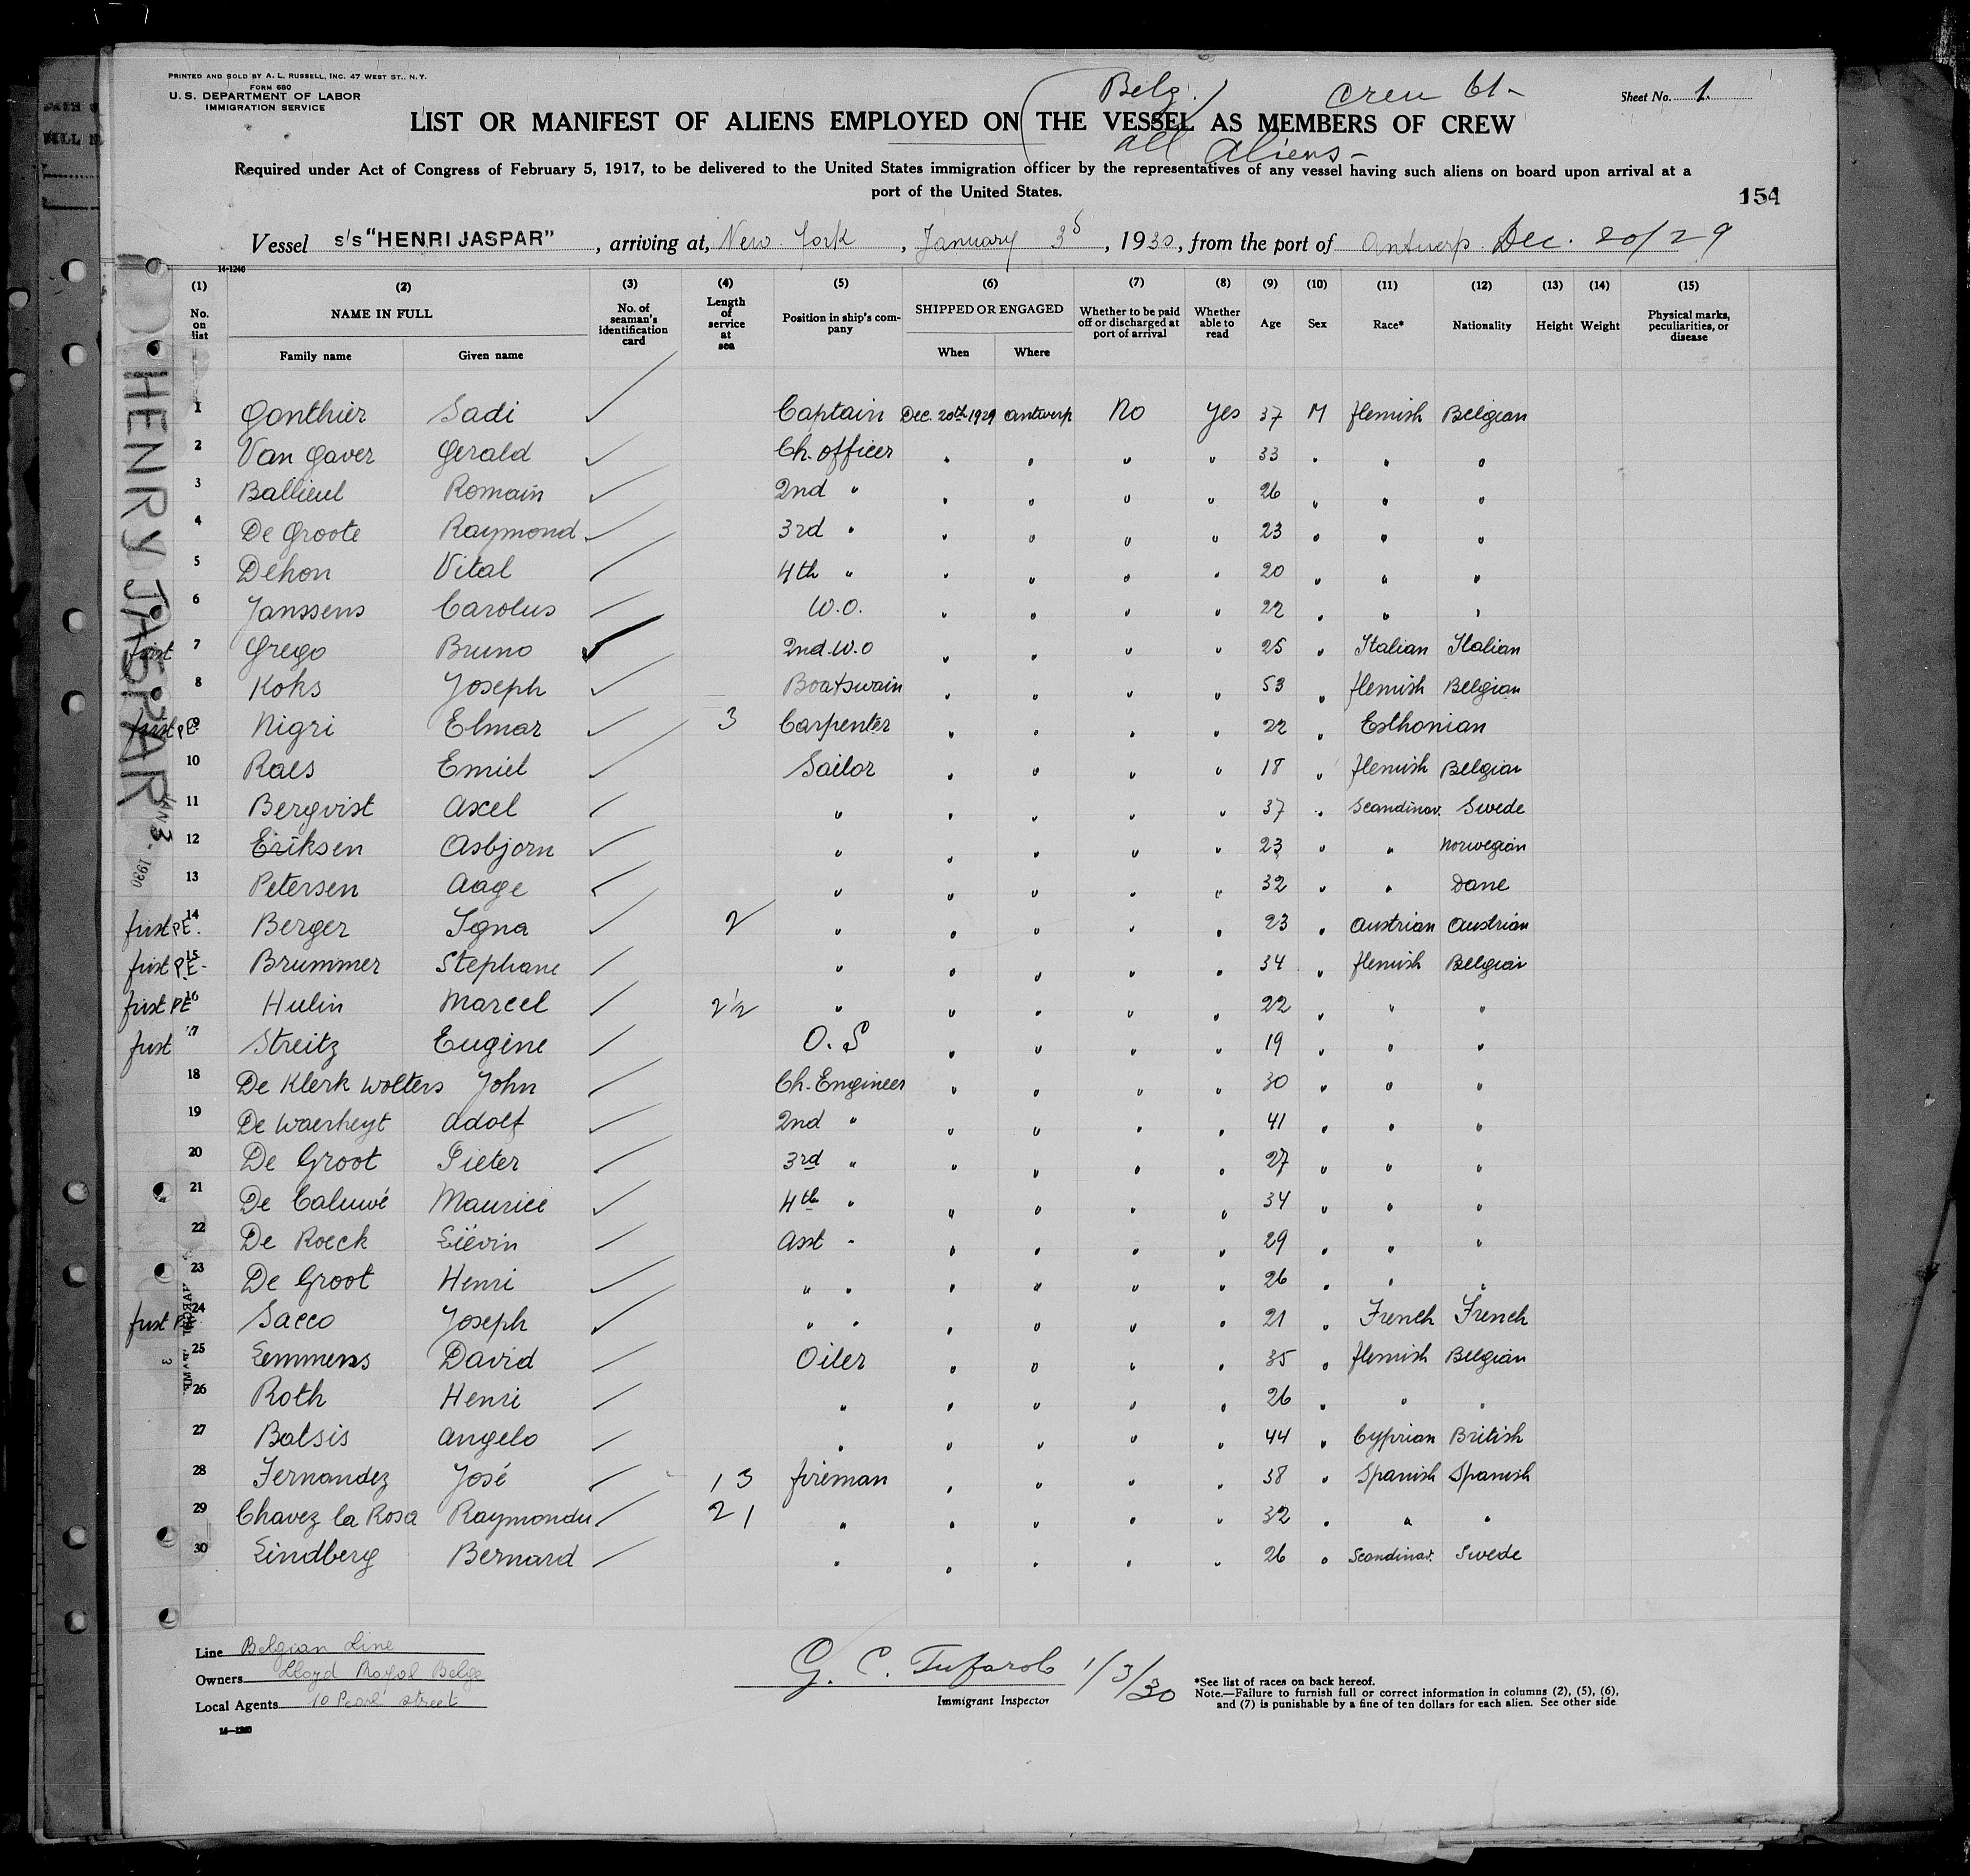 PRINTED AND SOLD BY A. L. RUSSELL, INC. 47 WEST ST., N.Y.
FORM 680
U. S. DEPARTMENT OF LABOR
IMMIGRATION SERVICE
Belg. Crew 61-
Sheet No. 1
LIST OR MANIFEST OF ALIENS EMPLOYED ON THE VESSEL AS MEMBERS OF CREW
all aliens-
Required under Act of Congress of February 5, 1917, to be delivered to the United States immigration officer by the representatives of any vessel having such aliens on board upon arrival at a
port of the United States.
154
Vessel s/s "HENRI JASPAR", arriving at, New York, January 3d, 1930, from the port of Antwerp Dec. 20/29
14-1240
(1) (2) (3) (4) (5) (6) (7) (8) (9) (10) (11) (12) (13) (14) (15)
No. on list NAME IN FULL No. of seaman's identification card Length of service at sea Position in ship's company SHIPPED OR ENGAGED Whether to be paid off or discharged at port of arrival Whether able to read Age Sex Race* Nationality Height Weight Physical marks, peculiarities, or disease
Family name Given name When Where
1 Gonthier Sadi Captain Dec. 20th 1929 Antwerp No Yes 37 M flemish Belgian
2 Van Gaver Gerald Ch. officer " " " " 33 " " "
3 Ballieul Romain 2nd " " " " " 26 " " "
4 De Groote Raymond 3rd " " " " " 23 " " "
5 Dehon Vital 4th " " " " " 20 " " "
6 Janssens Carolus W.O. " " " " 22 " " "
first 7 Grego Bruno 2nd W.O " " " " 25 " Italian Italian
8 Koks Joseph Boatswain " " " " 53 " flemish Belgian
first PE 9 Nigri Elmar 3 Carpenter " " " " 22 " Esthonian
10 Raes Emiel Sailor " " " " 18 " flemish Belgian
11 Berqvist Axel " " " " " 37 " Scandinav. Swede
12 Eriksen Asbjorn " " " " " 23 " " Norwegian
13 Petersen Aage " " " " " 32 " " Dane
first PE. 14 Berger Igna 2 " " " " " 23 " Austrian Austrian
first P.E- 15 Brummer Stephane " " " " " 34 " flemish Belgian
first PE 16 Hulin Marcel 2 1/2 " " " " " 22 " " "
first 17 Streitz Eugène O. S " " " " 19 " " "
18 De Klerk Wolters John Ch. Engineer " " " " 30 " " "
19 De Waerheyt Adolf 2nd " " " " " 41 " " "
20 De Groot Pieter 3rd " " " " " 27 " " "
21 De Caluwé Maurice 4th " " " " " 34 " " "
22 De Roeck Liévin Asst " " " " " 29 " " "
23 De Groot Henri " " " " " " 26 " " "
first P. 24 Sacco Joseph " " " " " " 21 " French French
25 Lemmens David Oiler " " " " 35 " flemish Belgian
26 Roth Henri " " " " " 26 " " "
27 Batsis Angelo " " " " " 44 " Cyprian British
28 Fernandez José 13 fireman " " " " 38 " Spanish Spanish
29 Chavez la Rosa Raymondu 21 " " " " " 32 " " "
30 Lindberg Bernard " " " " " 26 " Scandinav. Swede
HENRY JASPAR
JAN 3. 1930
Line Belgian Line
Owners Lloyd Royal Belge
Local Agents 10 Pearl street
14-1240
G. C. Tufarolo 1/3/30
Immigrant Inspector
*See list of races on back hereof.
Note.—Failure to furnish full or correct information in columns (2), (5), (6),
and (7) is punishable by a fine of ten dollars for each alien. See other side